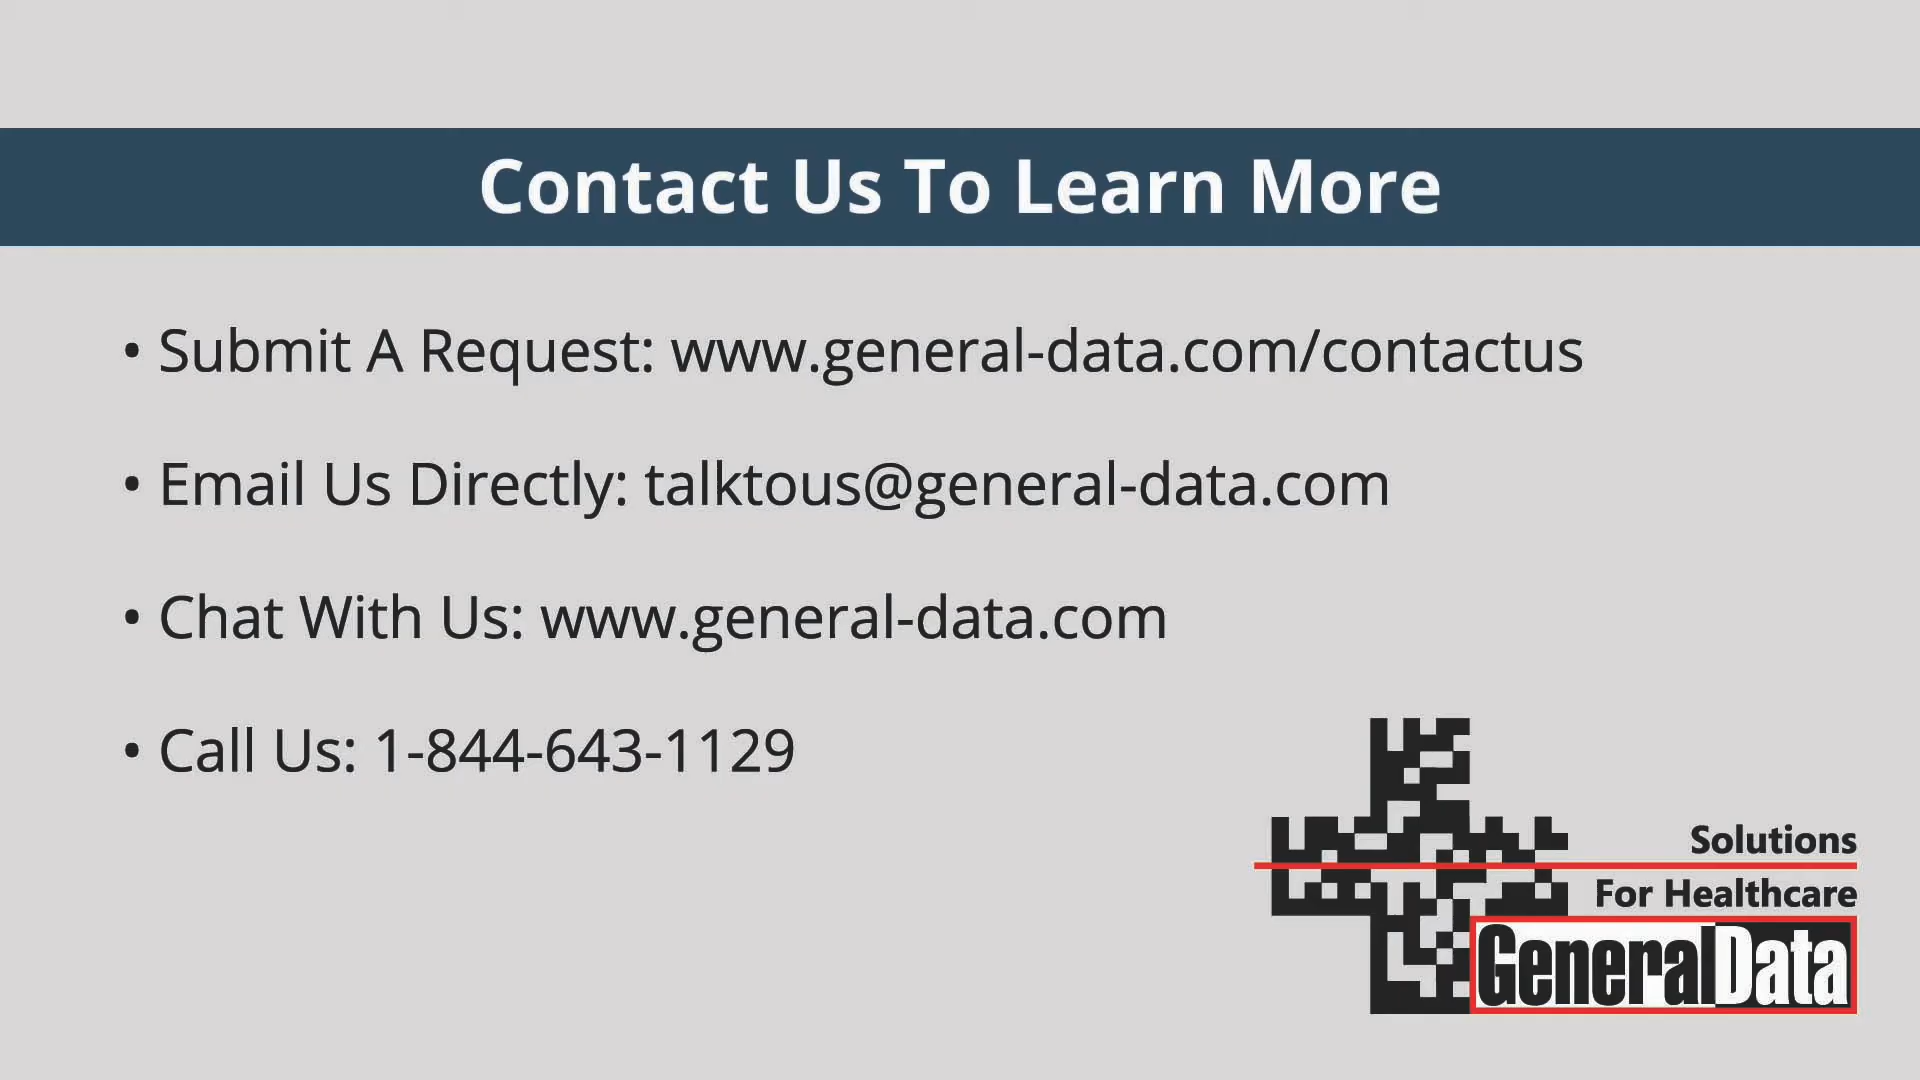 Contact Us To Learn More
• Submit A Request: www.general-data.com/contactus
• Email Us Directly: talktous@general-data.com
• Chat With Us: www.general-data.com
• Call Us: 1-844-643-1129
Solutions
For Healthcare
GeneralData